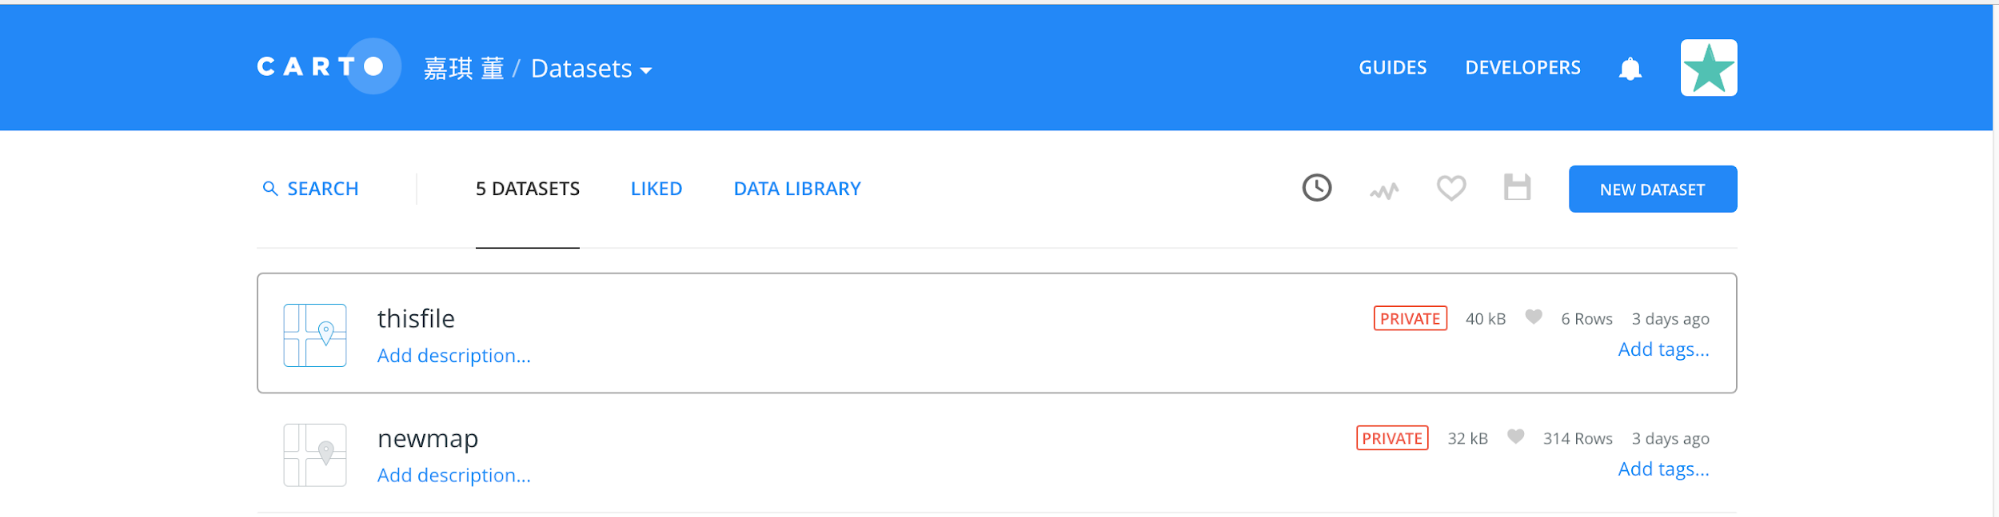 CARTO 嘉琪 董 / Datasets GUIDES DEVELOPERS
SEARCH 5 DATASETS LIKED DATA LIBRARY NEW DATASET
thisfile PRIVATE 40 kB 6 Rows 3 days ago
Add description... Add tags...
newmap PRIVATE 32 kB 314 Rows 3 days ago
Add description... Add tags...